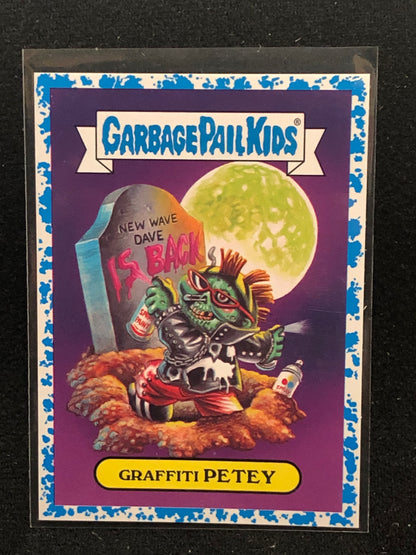 GARBAGE PAIL KIDS®
NEW WAVE
DAVE
IS BACK
GRAFFITI PETEY